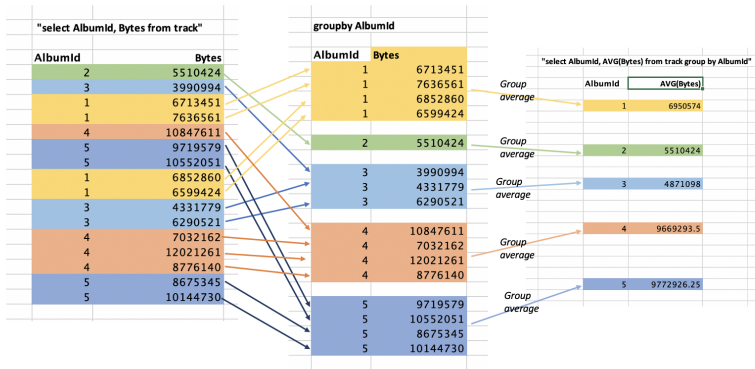 "select AlbumId, Bytes from track"
AlbumId Bytes
2 5510424
3 3990994
1 6713451
1 7636561
4 10847611
5 9719579
5 10552051
1 6852860
1 6599424
3 4331779
3 6290521
4 7032162
4 12021261
4 8776140
5 8675345
5 10144730
groupby AlbumId
AlbumId Bytes
1 6713451
1 7636561
1 6852860
1 6599424
2 5510424
3 3990994
3 4331779
3 6290521
4 10847611
4 7032162
4 12021261
4 8776140
5 9719579
5 10552051
5 8675345
5 10144730
Group
average
Group
average
Group
average
Group
average
Group
average
"select AlbumId, AVG(Bytes) from track group by AlbumId"
AlbumId AVG(Bytes)
1 6950574
2 5510424
3 4871098
4 9669293.5
5 9772926.25